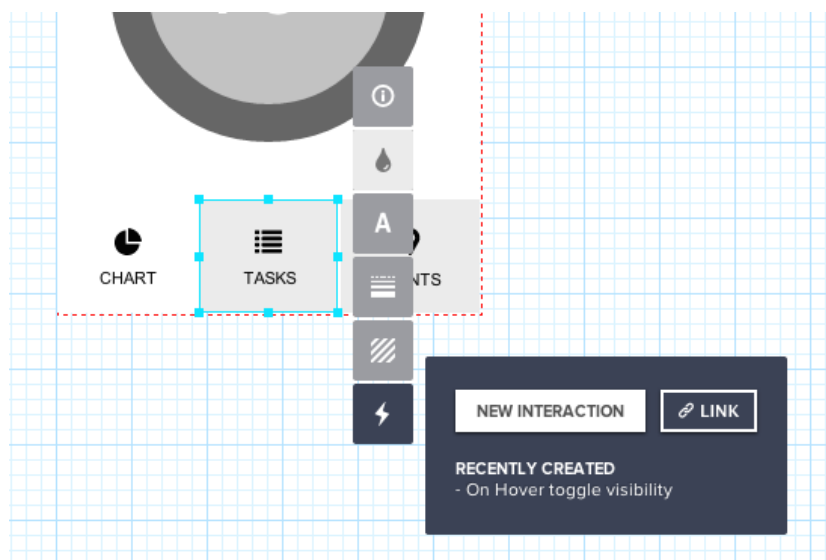 A
CHART
TASKS
NTS
NEW INTERACTION
LINK
RECENTLY CREATED
- On Hover toggle visibility